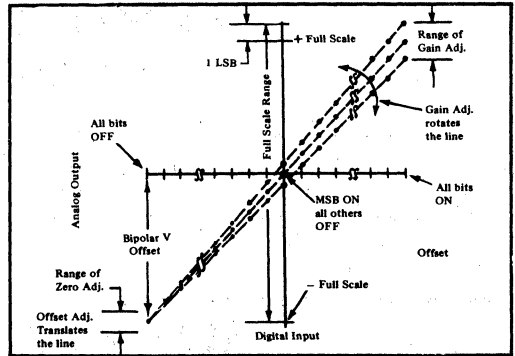 + Full Scale
1 LSB
Full Scale Range
Range of
Gain Adj.
Gain Adj.
rotates
the line
All bits
OFF
Analog Output
MSB ON
all others
OFF
All bits
ON
Bipolar V
Offset
Offset
Range of
Zero Adj.
Offset Adj.
Translates
the line
− Full Scale
Digital Input